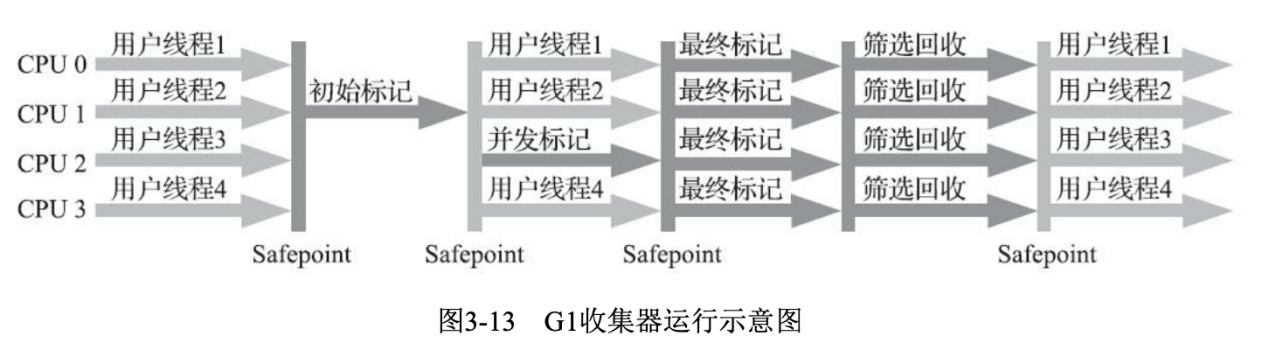 用户线程1 用户线程1 最终标记 筛选回收 用户线程1
CPU 0
用户线程2 初始标记 用户线程2 最终标记 筛选回收 用户线程2
CPU 1
用户线程3 并发标记 最终标记 筛选回收 用户线程3
CPU 2
用户线程4 用户线程4 最终标记 筛选回收 用户线程4
CPU 3
Safepoint Safepoint Safepoint Safepoint
图3-13 G1收集器运行示意图